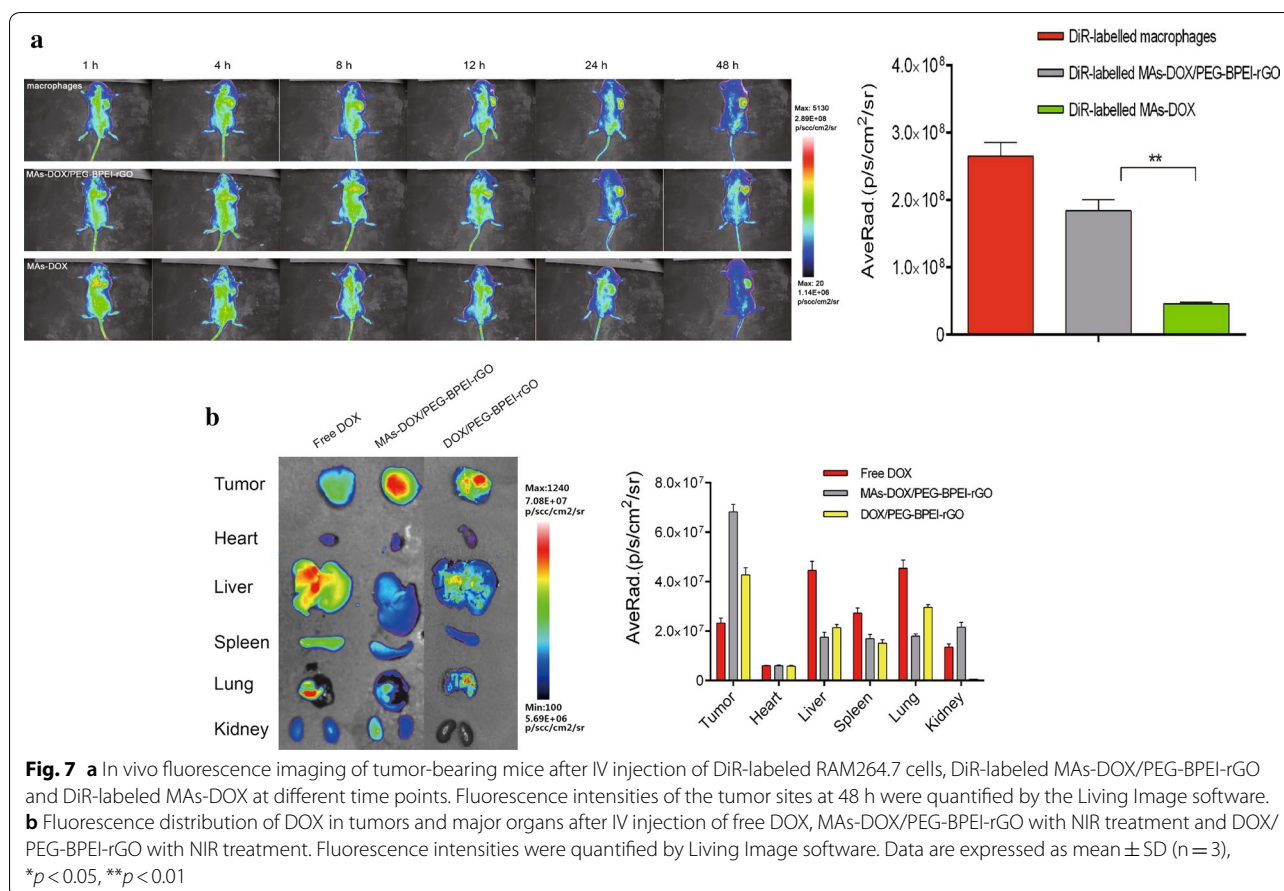 a
1 h 4 h 8 h 12 h 24 h 48 h
macrophages
MAs-DOX/PEG-BPEI-rGO
MAs-DOX
Max: 5130
2.89E+08
p/scc/cm2/sr
Max: 20
1.14E+06
p/scc/cm2/sr
DiR-labelled macrophages
DiR-labelled MAs-DOX/PEG-BPEI-rGO
DiR-labelled MAs-DOX
AveRad.(p/s/cm²/sr)
4.0×10⁸
3.0×10⁸
2.0×10⁸
1.0×10⁸
0
**
b
Free DOX
MAs-DOX/PEG-BPEI-rGO
DOX/PEG-BPEI-rGO
Tumor
Heart
Liver
Spleen
Lung
Kidney
Max:1240
7.08E+07
p/scc/cm2/sr
Min:100
5.69E+06
p/scc/cm2/sr
Free DOX
MAs-DOX/PEG-BPEI-rGO
DOX/PEG-BPEI-rGO
AveRad.(p/s/cm²/sr)
8.0×10⁷
6.0×10⁷
4.0×10⁷
2.0×10⁷
0
Tumor Heart Liver Spleen Lung Kidney
Fig. 7 a In vivo fluorescence imaging of tumor-bearing mice after IV injection of DiR-labeled RAM264.7 cells, DiR-labeled MAs-DOX/PEG-BPEI-rGO
and DiR-labeled MAs-DOX at different time points. Fluorescence intensities of the tumor sites at 48 h were quantified by the Living Image software.
b Fluorescence distribution of DOX in tumors and major organs after IV injection of free DOX, MAs-DOX/PEG-BPEI-rGO with NIR treatment and DOX/
PEG-BPEI-rGO with NIR treatment. Fluorescence intensities were quantified by Living Image software. Data are expressed as mean ± SD (n = 3),
*p < 0.05, **p < 0.01